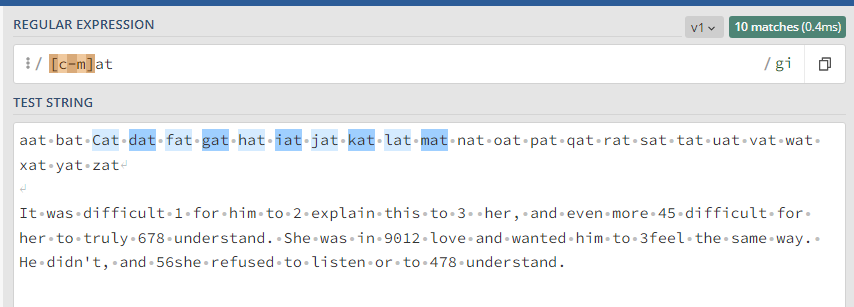 REGULAR EXPRESSION
v1 10 matches (0.4ms)
/ [c-m]at / gi
TEST STRING
aat·bat·Cat·dat·fat·gat·hat·iat·jat·kat·lat·mat·nat·oat·pat·qat·rat·sat·tat·uat·vat·wat·
xat·yat·zat↵
↵
It·was·difficult·1·for·him·to·2·explain·this·to·3··her,·and·even·more·45·difficult·for·
her·to·truly·678·understand.·She·was·in·9012·love·and·wanted·him·to·3feel·the·same·way.·
He·didn't,·and·56she·refused·to·listen·or·to·478·understand.